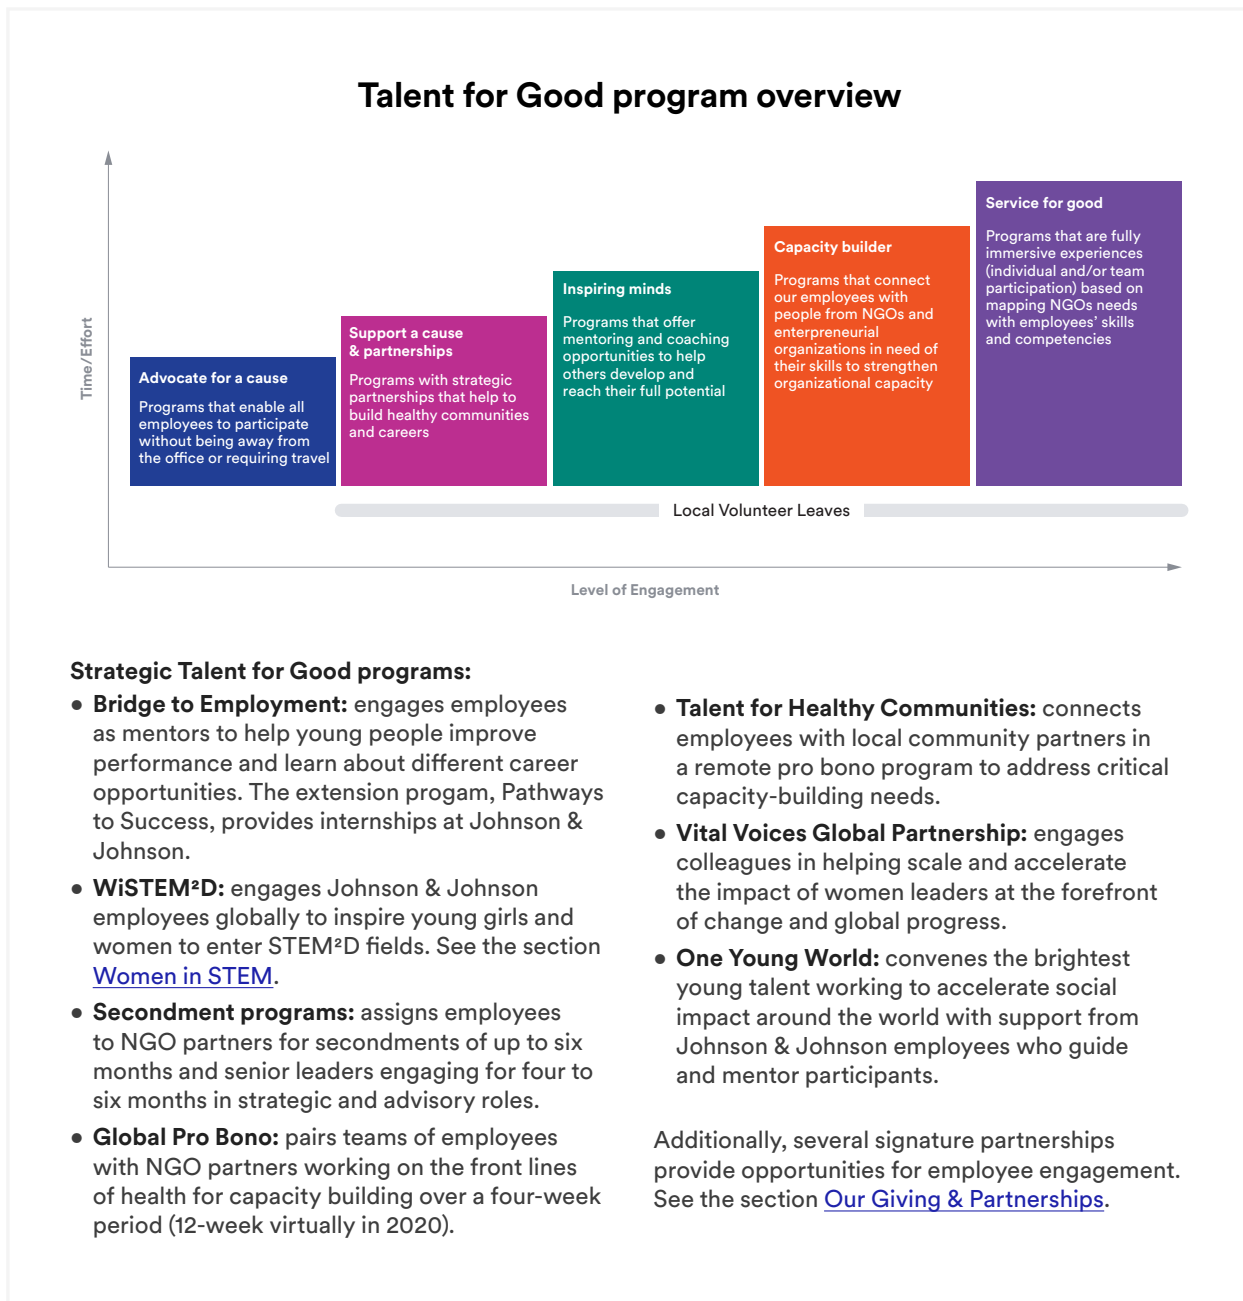 Talent for Good program overview
Time/Effort
Advocate for a cause
Programs that enable all
employees to participate
without being away from
the office or requiring travel
Support a cause
& partnerships
Programs with strategic
partnerships that help to
build healthy communities
and careers
Inspiring minds
Programs that offer
mentoring and coaching
opportunities to help
others develop and
reach their full potential
Capacity builder
Programs that connect
our employees with
people from NGOs and
enterpreneurial
organizations in need of
their skills to strengthen
organizational capacity
Service for good
Programs that are fully
immersive experiences
(individual and/or team
participation) based on
mapping NGOs needs
with employees’ skills
and competencies
Local Volunteer Leaves
Level of Engagement
Strategic Talent for Good programs:
● Bridge to Employment: engages employees
as mentors to help young people improve
performance and learn about different career
opportunities. The extension progam, Pathways
to Success, provides internships at Johnson &
Johnson.
● WiSTEM²D: engages Johnson & Johnson
employees globally to inspire young girls and
women to enter STEM²D fields. See the section
Women in STEM.
● Secondment programs: assigns employees
to NGO partners for secondments of up to six
months and senior leaders engaging for four to
six months in strategic and advisory roles.
● Global Pro Bono: pairs teams of employees
with NGO partners working on the front lines
of health for capacity building over a four-week
period (12-week virtually in 2020).
● Talent for Healthy Communities: connects
employees with local community partners in
a remote pro bono program to address critical
capacity-building needs.
● Vital Voices Global Partnership: engages
colleagues in helping scale and accelerate
the impact of women leaders at the forefront
of change and global progress.
● One Young World: convenes the brightest
young talent working to accelerate social
impact around the world with support from
Johnson & Johnson employees who guide
and mentor participants.
Additionally, several signature partnerships
provide opportunities for employee engagement.
See the section Our Giving & Partnerships.